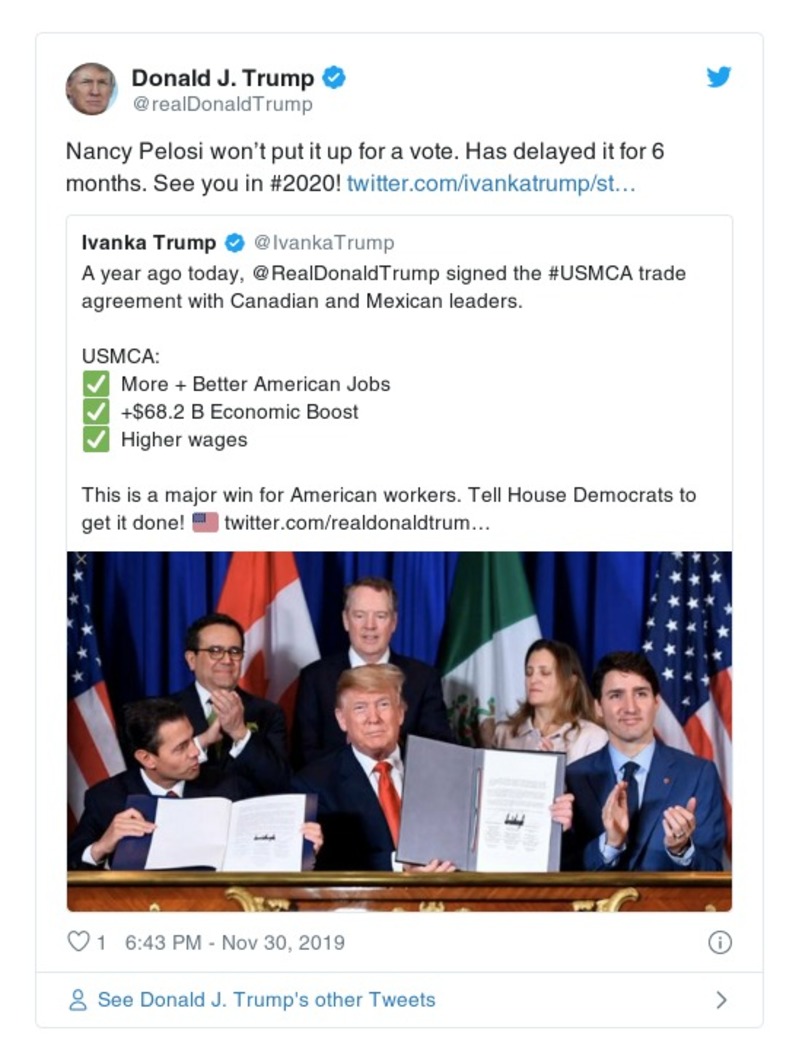 Donald J. Trump
@realDonaldTrump
Nancy Pelosi won’t put it up for a vote. Has delayed it for 6
months. See you in #2020! twitter.com/ivankatrump/st…
Ivanka Trump @IvankaTrump
A year ago today, @RealDonaldTrump signed the #USMCA trade
agreement with Canadian and Mexican leaders.
USMCA:
✅ More + Better American Jobs
✅ +$68.2 B Economic Boost
✅ Higher wages
This is a major win for American workers. Tell House Democrats to
get it done! 🇺🇸 twitter.com/realdonaldtrum…
1 6:43 PM - Nov 30, 2019
See Donald J. Trump's other Tweets